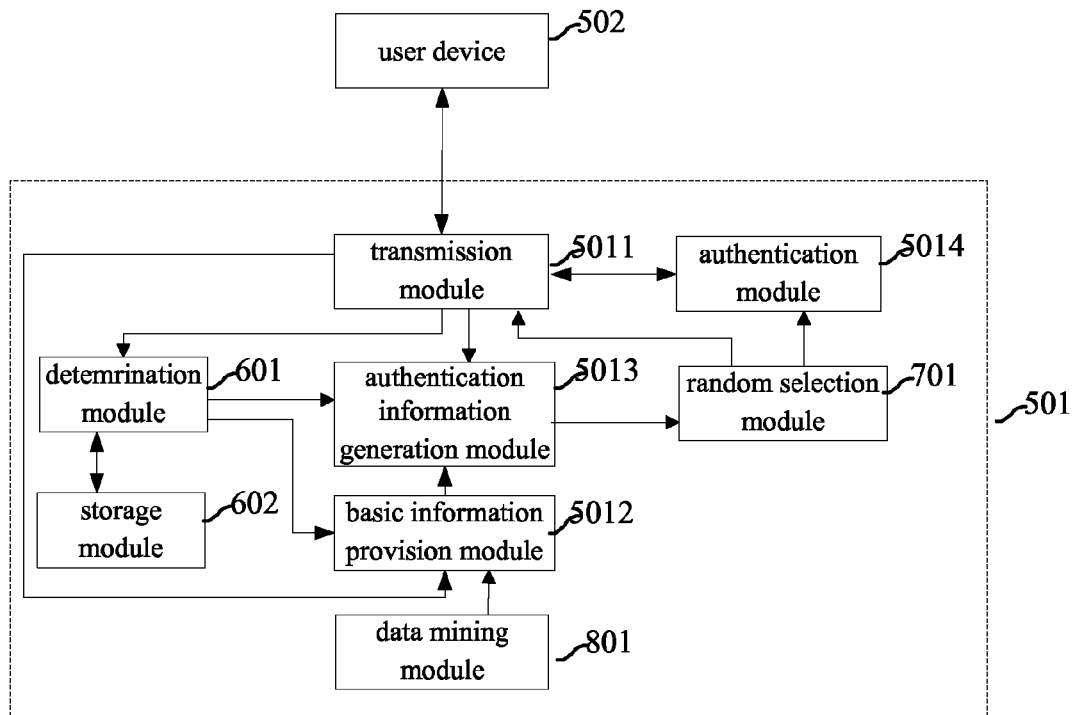 502
user device
transmission
module
5011
authentication
module
5014
detemrination
module
601
authentication
information
generation module
5013
random selection
module
701
501
storage
module
602
basic information
provision module
5012
data mining
module
801